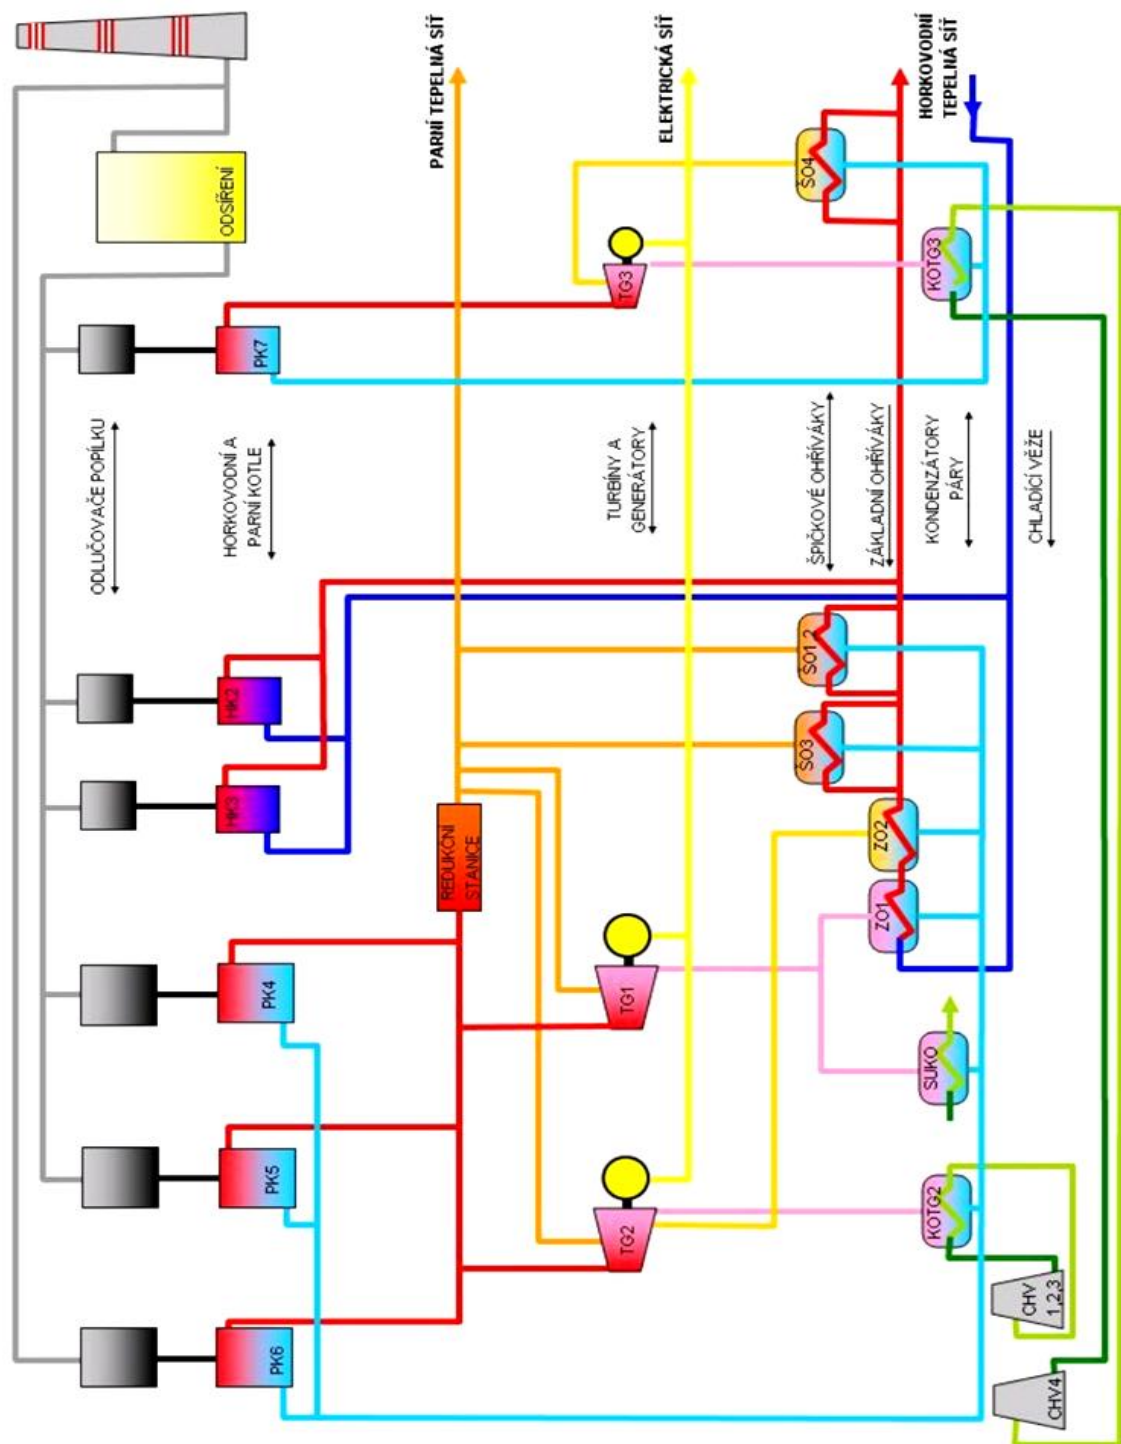 ODLUČOVAČE POPÍLKU
ODSÍŘENÍ
PK6
PK5
PK4
HK3
HK2
HORKOVODNÍ A
PARNÍ KOTLE
PK7
REDUKČNÍ
STANICE
PARNÍ TEPELNÁ SÍŤ
TG2
TG1
TURBÍNY A
GENERÁTORY
TG3
ELEKTRICKÁ SÍŤ
ŠO3
ŠO1,2
ŠPIČKOVÉ OHŘÍVÁKY
ŠO4
ZO1
ZO2
ZÁKLADNÍ OHŘÍVÁKY
KOTG2
SUKO
KONDENZÁTORY
PÁRY
KOTG3
HORKOVODNÍ
TEPELNÁ SÍŤ
CHV4
CHV
1,2,3
CHLADÍCÍ VĚŽE